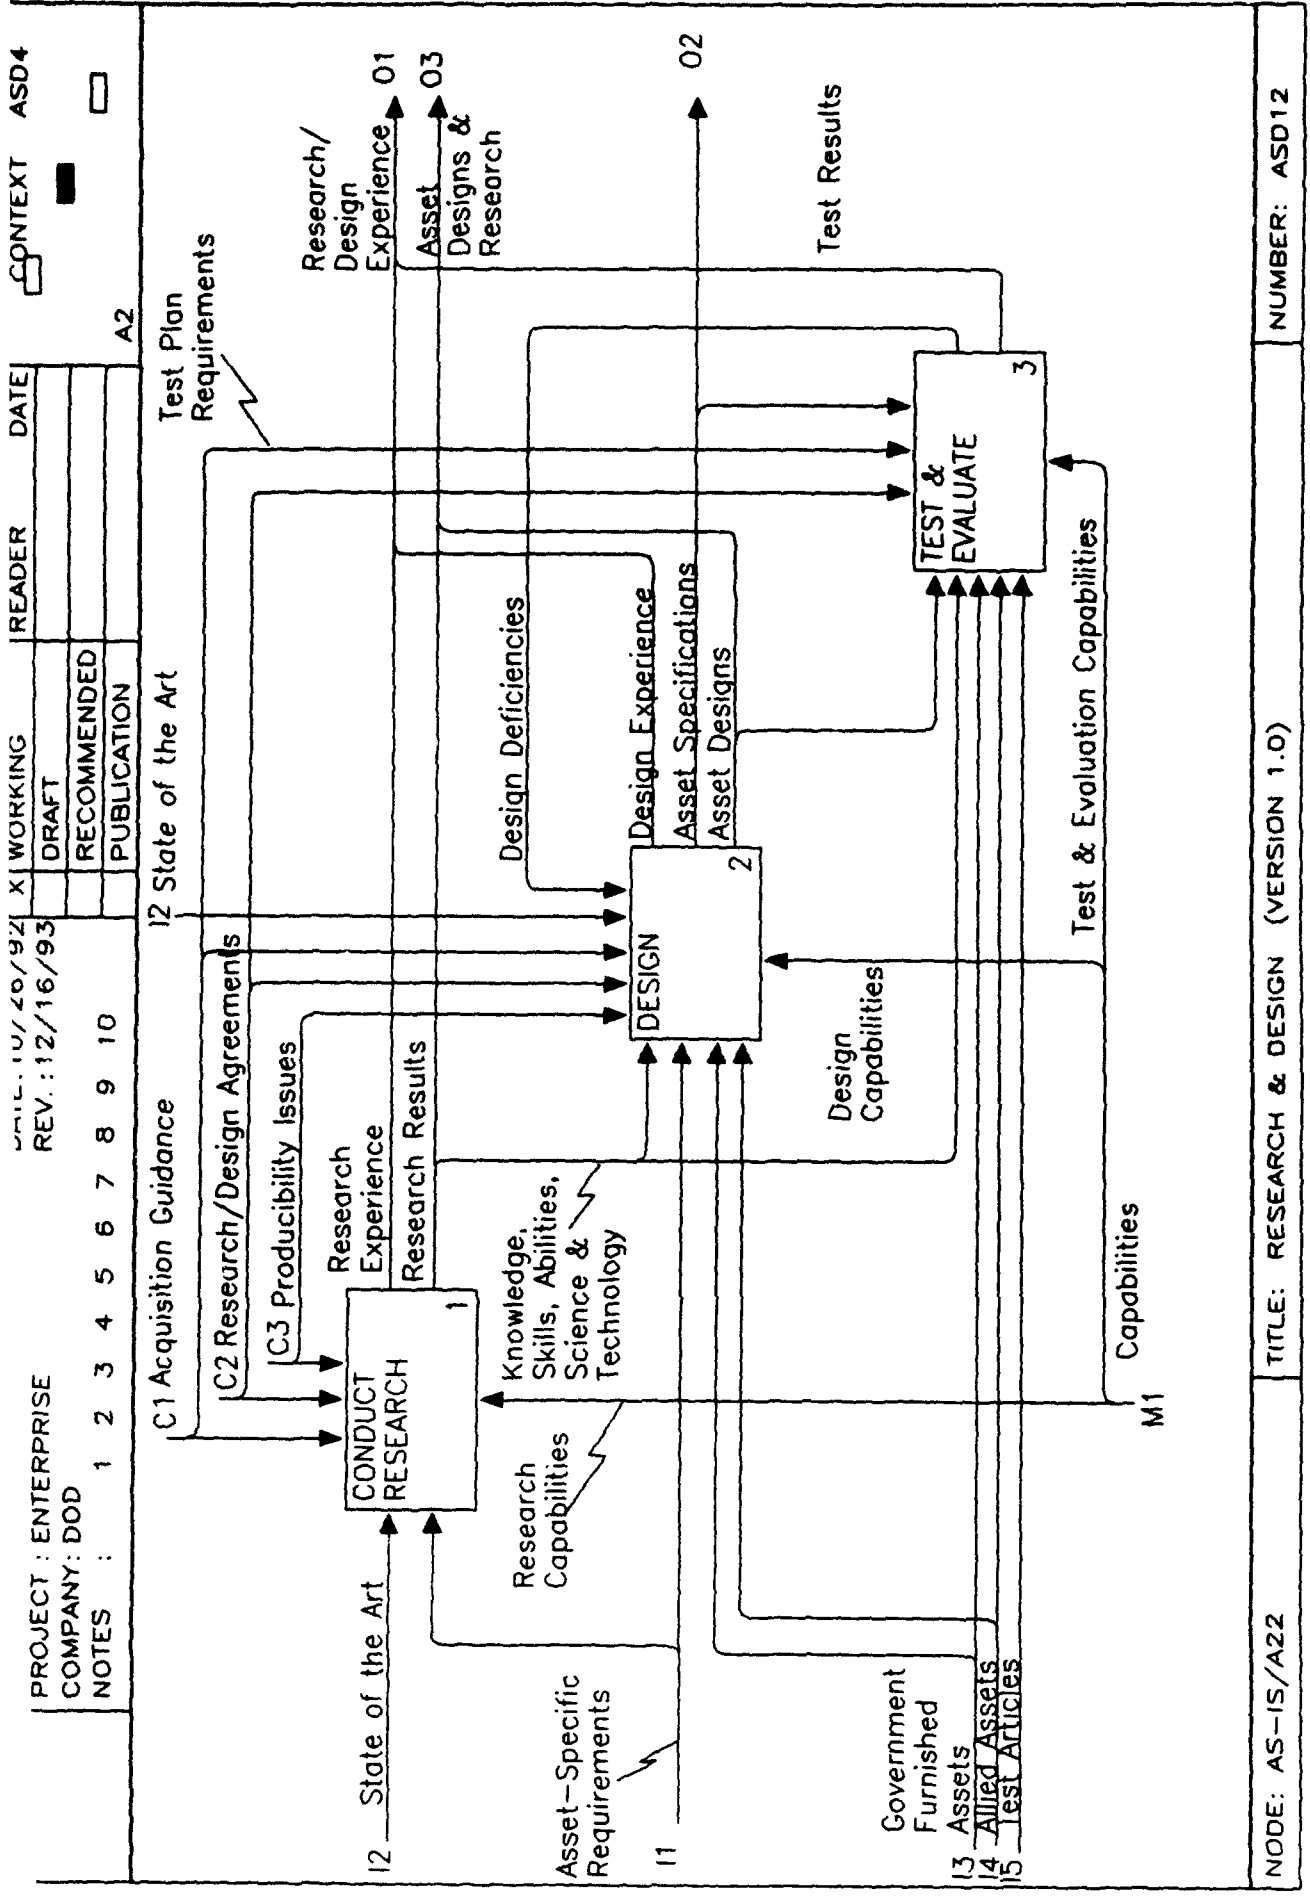 PROJECT : ENTERPRISE
COMPANY: DOD
NOTES : 1 2 3 4 5 6 7 8 9 10
REV.: 12/16/93
X WORKING
DRAFT
RECOMMENDED
PUBLICATION
READER DATE
CONTEXT ASD4
A2
C1 Acquisition Guidance
I2 State of the Art
Test Plan
Requirements
C2 Research/Design Agreements
C3 Producibility Issues
Research/
Design
Experience
O1
Asset
Designs &
Research
O3
Research
Experience
Research Results
CONDUCT
RESEARCH
1
I2 State of the Art
Knowledge,
Skills, Abilities,
Science &
Technology
Research
Capabilities
Asset-Specific
Requirements
I1
Design Deficiencies
Design Experience
Asset Specifications
Asset Designs
O2
DESIGN
2
Design
Capabilities
Test Results
TEST &
EVALUATE
3
Government
Furnished
I3 Assets
I4 Allied Assets
I5 Test Articles
Test & Evaluation Capabilities
Capabilities
M1
NODE: AS-IS/A22
TITLE: RESEARCH & DESIGN (VERSION 1.0)
NUMBER: ASD12